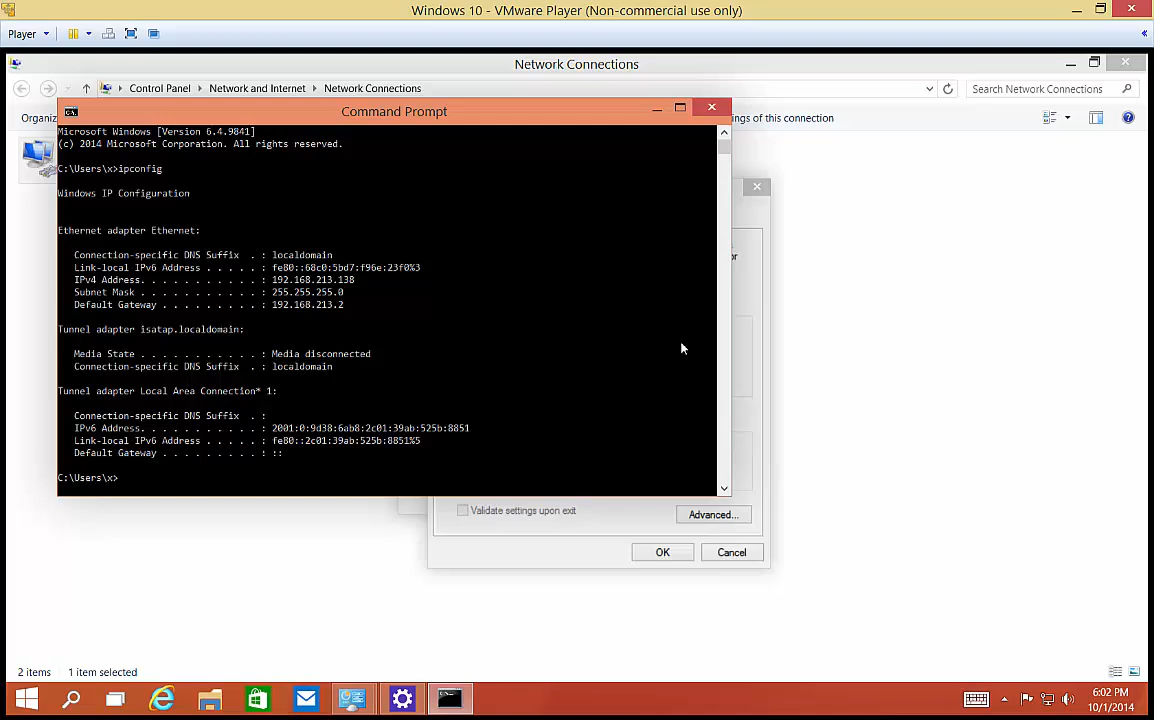 Windows 10 - VMware Player (Non-commercial use only)
Player
Network Connections
Control Panel Network and Internet Network Connections
Search Network Connections
Organiz
ngs of this connection
Command Prompt
Microsoft Windows [Version 6.4.9841]
(c) 2014 Microsoft Corporation. All rights reserved.
C:\Users\x>ipconfig
Windows IP Configuration
Ethernet adapter Ethernet:
Connection-specific DNS Suffix . : localdomain
Link-local IPv6 Address . . . . . : fe80::68c0:5bd7:f96e:23f0%3
IPv4 Address. . . . . . . . . . . : 192.168.213.138
Subnet Mask . . . . . . . . . . . : 255.255.255.0
Default Gateway . . . . . . . . . : 192.168.213.2
Tunnel adapter isatap.localdomain:
Media State . . . . . . . . . . . : Media disconnected
Connection-specific DNS Suffix . : localdomain
Tunnel adapter Local Area Connection* 1:
Connection-specific DNS Suffix . :
IPv6 Address. . . . . . . . . . . : 2001:0:9d38:6ab8:2c01:39ab:525b:8851
Link-local IPv6 Address . . . . . : fe80::2c01:39ab:525b:8851%5
Default Gateway . . . . . . . . . : ::
C:\Users\x>
or
Validate settings upon exit
Advanced...
OK Cancel
2 items 1 item selected
6:02 PM
10/1/2014